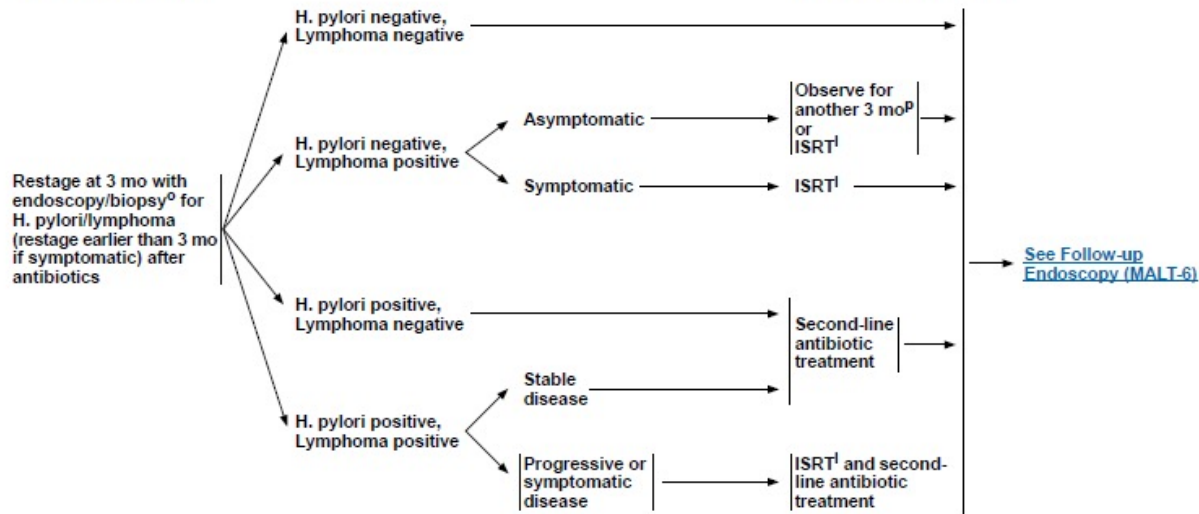 H. pylori negative,
Lymphoma negative
Restage at 3 mo with
endoscopy/biopsyº for
H. pylori/lymphoma
(restage earlier than 3 mo
if symptomatic) after
antibiotics
H. pylori negative,
Lymphoma positive
Asymptomatic
Observe for
another 3 moᵖ
or
ISRTˡ
Symptomatic
ISRTˡ
H. pylori positive,
Lymphoma negative
Second-line
antibiotic
treatment
H. pylori positive,
Lymphoma positive
Stable
disease
Progressive or
symptomatic
disease
ISRTˡ and second-
line antibiotic
treatment
See Follow-up
Endoscopy (MALT-6)